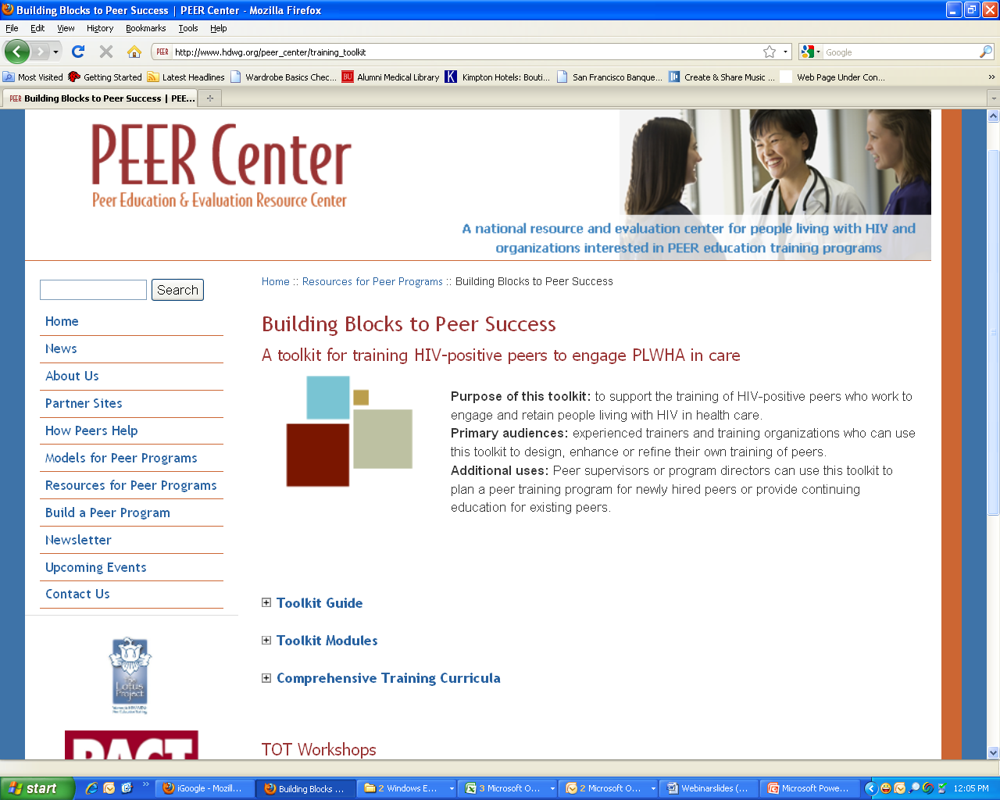 Building Blocks to Peer Success | PEER Center - Mozilla Firefox
File Edit View History Bookmarks Tools Help
PEER http://www.hdwg.org/peer_center/training_toolkit Google
Most Visited Getting Started Latest Headlines Wardrobe Basics Chec... BU Alumni Medical Library K Kimpton Hotels: Bouti... San Francisco Banque... Create & Share Music ... Web Page Under Con... »
PEER Building Blocks to Peer Success | PEE...
PEER Center
Peer Education & Evaluation Resource Center
A national resource and evaluation center for people living with HIV and
organizations interested in PEER education training programs
Search
Home
News
About Us
Partner Sites
How Peers Help
Models for Peer Programs
Resources for Peer Programs
Build a Peer Program
Newsletter
Upcoming Events
Contact Us
Lotus
Project
PACT
Home :: Resources for Peer Programs :: Building Blocks to Peer Success
Building Blocks to Peer Success
A toolkit for training HIV-positive peers to engage PLWHA in care
Purpose of this toolkit: to support the training of HIV-positive peers who work to
engage and retain people living with HIV in health care.
Primary audiences: experienced trainers and training organizations who can use
this toolkit to design, enhance or refine their own training of peers.
Additional uses: Peer supervisors or program directors can use this toolkit to
plan a peer training program for newly hired peers or provide continuing
education for existing peers.
Toolkit Guide
Toolkit Modules
Comprehensive Training Curricula
TOT Workshops
start » iGoogle - Mozill... Building Blocks ... 2 Windows E... 3 Microsoft O... 2 Microsoft O... Webinarslides (... Microsoft Powe... 12:05 PM